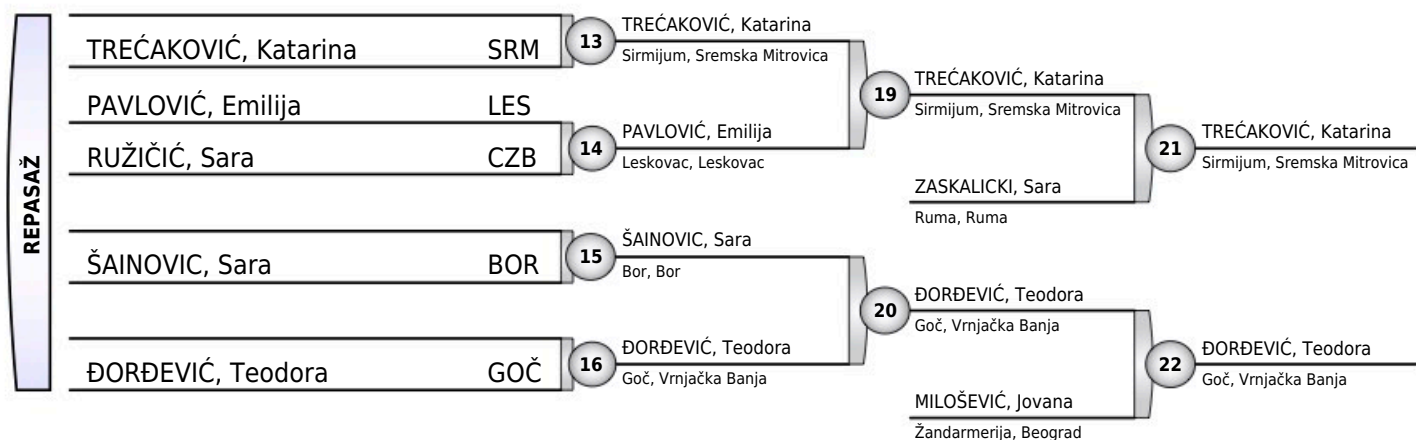 REPASAŽ
TREĆAKOVIĆ, Katarina SRM
PAVLOVIĆ, Emilija LES
RUŽIČIĆ, Sara CZB
ŠAINOVIC, Sara BOR
ĐORĐEVIĆ, Teodora GOČ
13
TREĆAKOVIĆ, Katarina
Sirmijum, Sremska Mitrovica
14
PAVLOVIĆ, Emilija
Leskovac, Leskovac
15
ŠAINOVIC, Sara
Bor, Bor
16
ĐORĐEVIĆ, Teodora
Goč, Vrnjačka Banja
19
TREĆAKOVIĆ, Katarina
Sirmijum, Sremska Mitrovica
ZASKALICKI, Sara
Ruma, Ruma
20
ĐORĐEVIĆ, Teodora
Goč, Vrnjačka Banja
MILOŠEVIĆ, Jovana
Žandarmerija, Beograd
21
TREĆAKOVIĆ, Katarina
Sirmijum, Sremska Mitrovica
22
ĐORĐEVIĆ, Teodora
Goč, Vrnjačka Banja